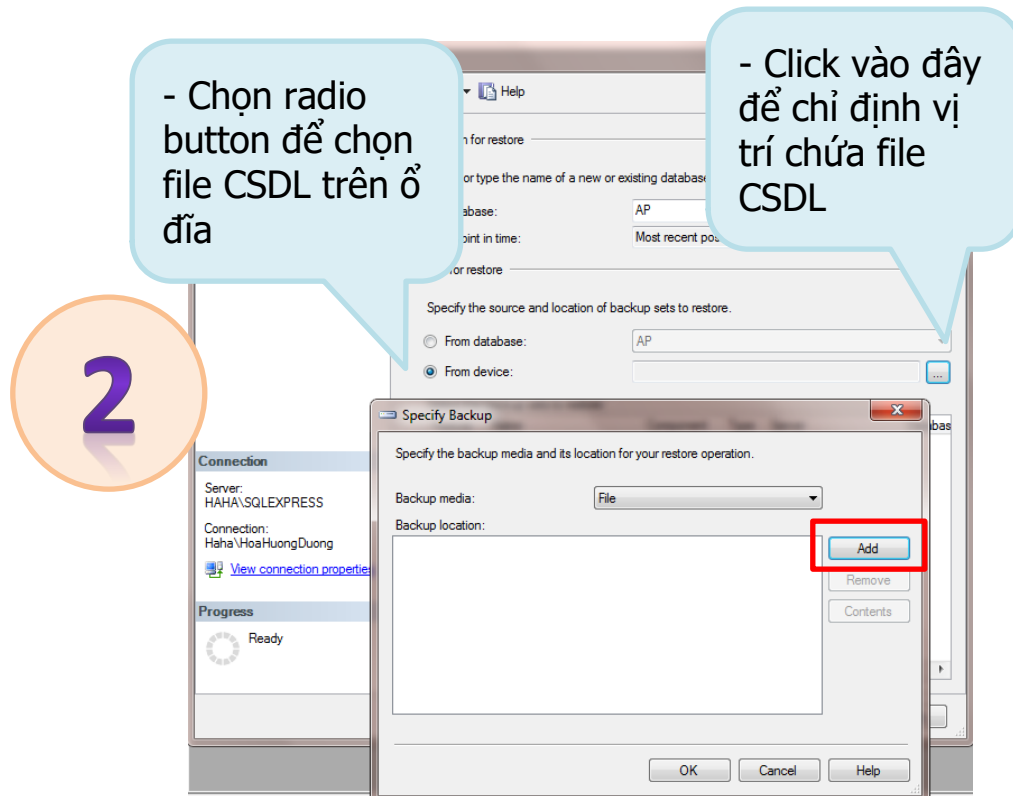 - Chọn radio
button để chọn
file CSDL trên ổ
đĩa
- Click vào đây
để chỉ định vị
trí chứa file
CSDL
2
Help
for restore
or type the name of a new or existing database
AP
point in time:
Most recent pos
for restore
Specify the source and location of backup sets to restore.
From database:
AP
From device:
...
Specify Backup
Specify the backup media and its location for your restore operation.
Backup media:
File
Backup location:
Add
Remove
Contents
OK
Cancel
Help
Connection
Server:
HAHA\SQLEXPRESS
Connection:
Haha\HoaHuongDuong
View connection properties
Progress
Ready